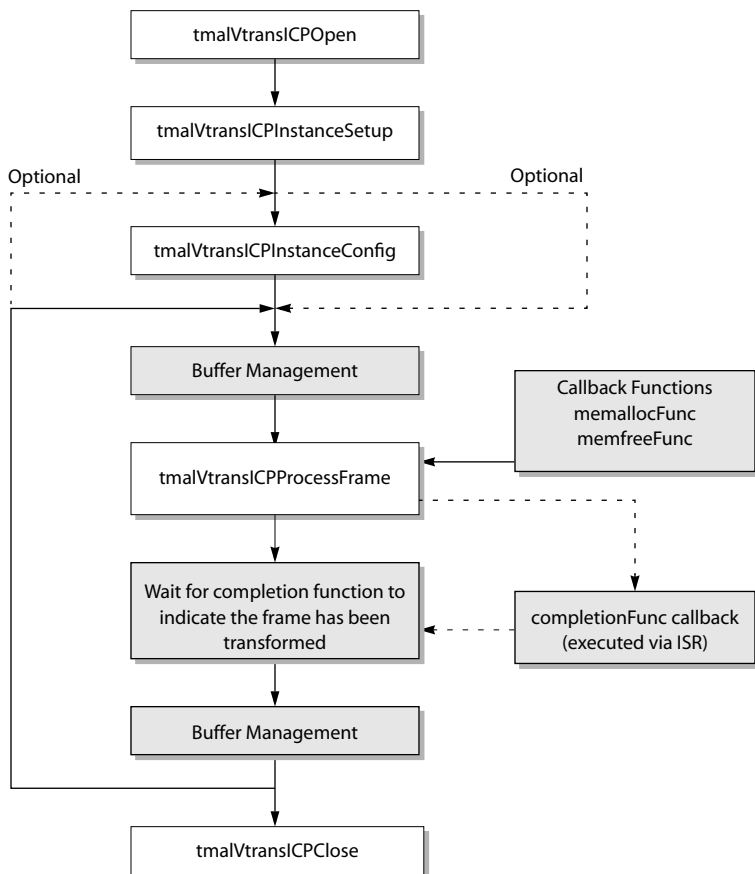 tmalVtransICPOpen
tmalVtransICPInstanceSetup
Optional
Optional
tmalVtransICPInstanceConfig
Buffer Management
Callback Functions
memallocFunc
memfreeFunc
tmalVtransICPProcessFrame
Wait for completion function to
indicate the frame has been
transformed
completionFunc callback
(executed via ISR)
Buffer Management
tmalVtransICPClose